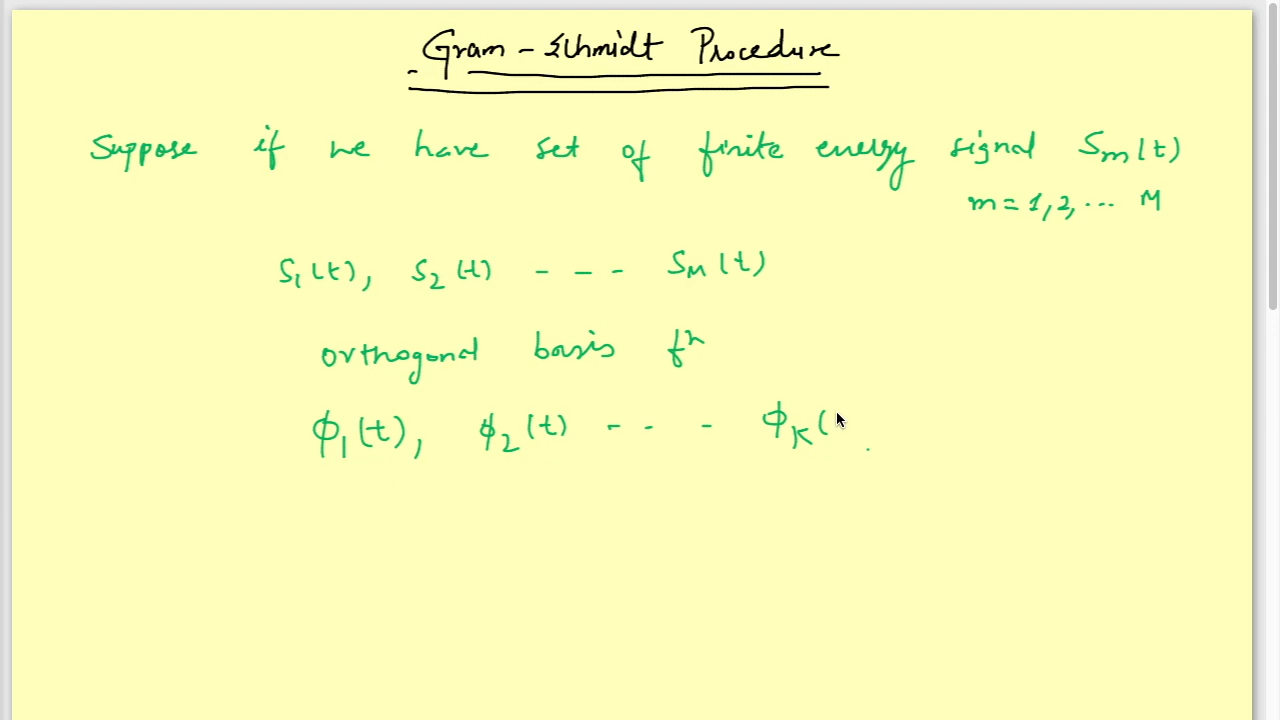 Gram - Schmidt Procedure
Suppose if we have set of finite energy signal Sm(t)
m = 1, 2, ... M
S1(t), S2(t) - - - SM(t)
orthogonal basis fn
ϕ1(t), ϕ2(t) - - - ϕK(